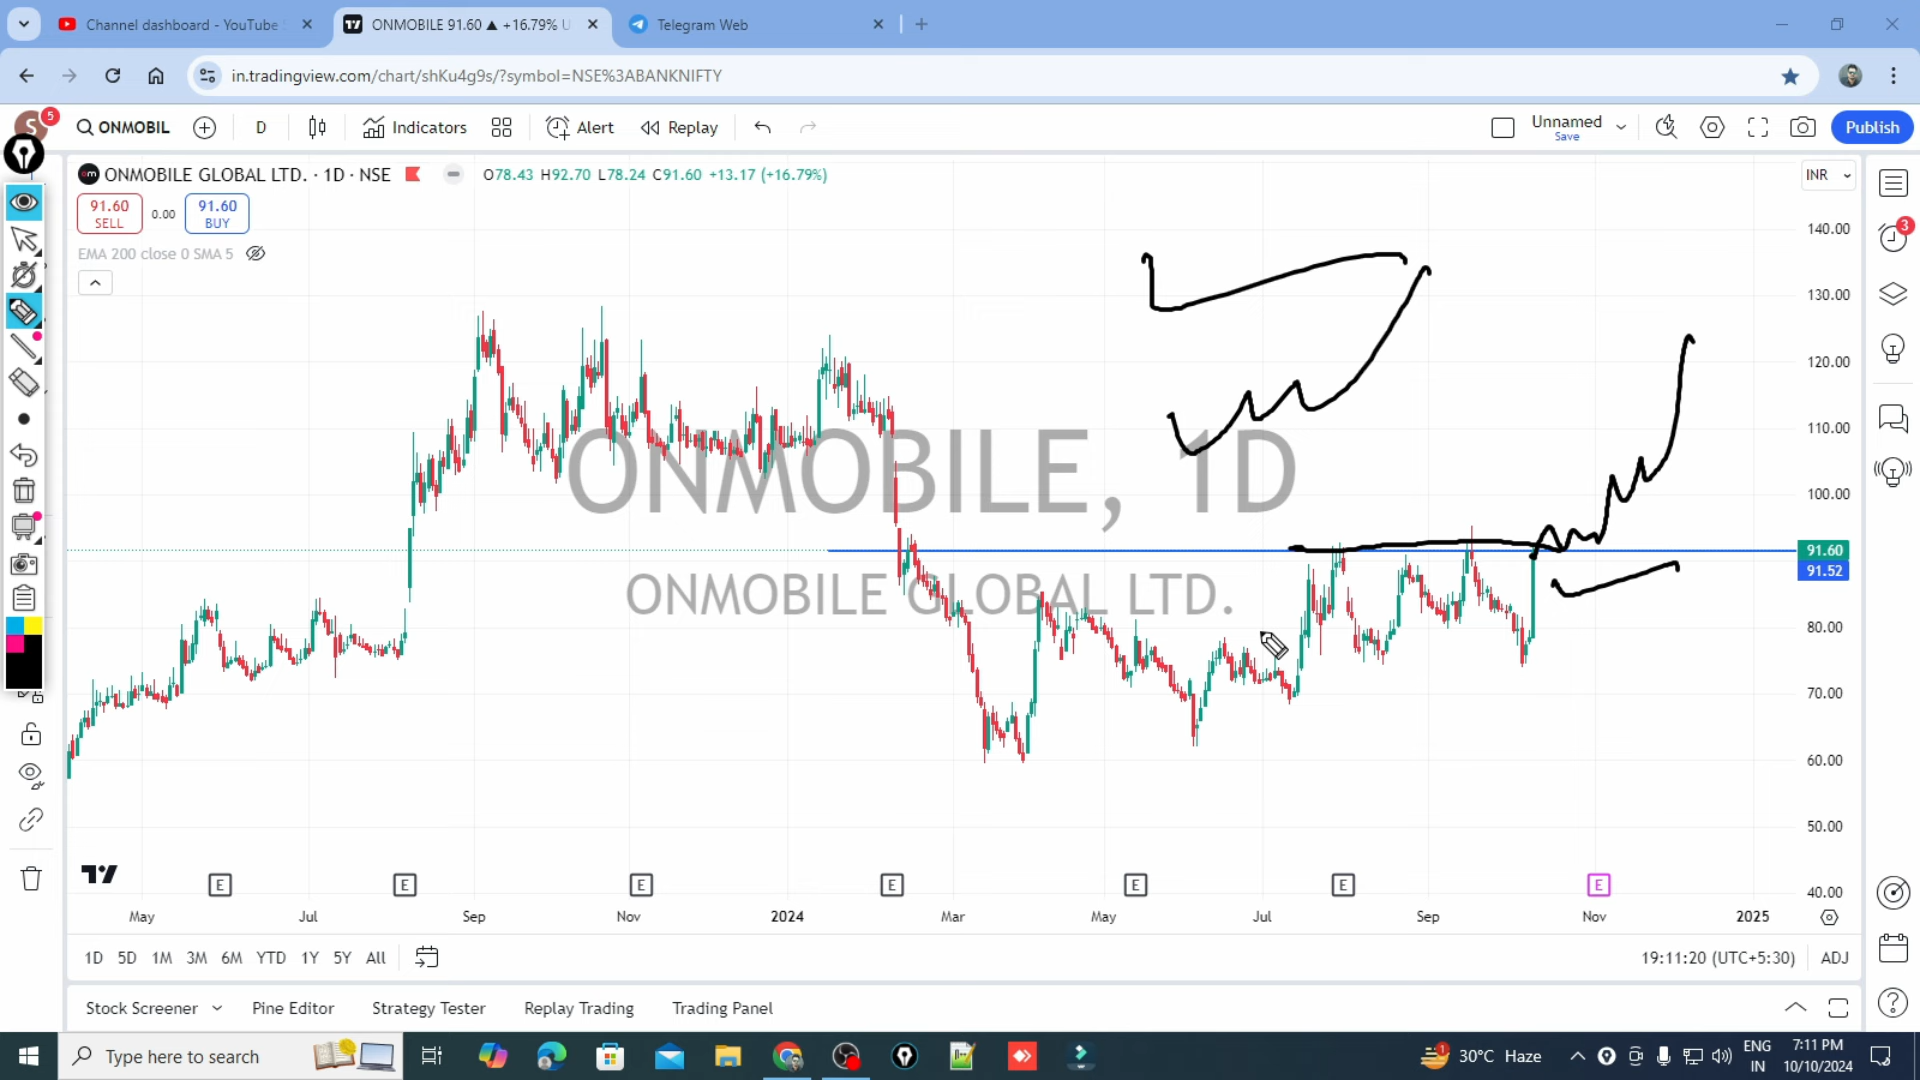 Channel dashboard - YouTube
ONMOBILE 91.60 ▲ +16.79% U
Telegram Web
in.tradingview.com/chart/shKu4g9s/?symbol=NSE%3ABANKNIFTY
S 5
ONMOBIL
D
Indicators
Alert
Replay
Unnamed
Save
Publish
ONMOBILE GLOBAL LTD. · 1D · NSE
O78.43 H92.70 L78.24 C91.60 +13.17 (+16.79%)
INR
91.60
SELL
0.00
91.60
BUY
EMA 200 close 0 SMA 5
3
140.00
130.00
120.00
110.00
100.00
91.60
91.52
80.00
70.00
60.00
50.00
40.00
ONMOBILE, 1D
ONMOBILE GLOBAL LTD.
E
E
E
E
E
E
E
May
Jul
Sep
Nov
2024
Mar
May
Jul
Sep
Nov
2025
1D 5D 1M 3M 6M YTD 1Y 5Y All
19:11:20 (UTC+5:30)
ADJ
Stock Screener
Pine Editor
Strategy Tester
Replay Trading
Trading Panel
Type here to search
30°C Haze
ENG
IN
7:11 PM
10/10/2024